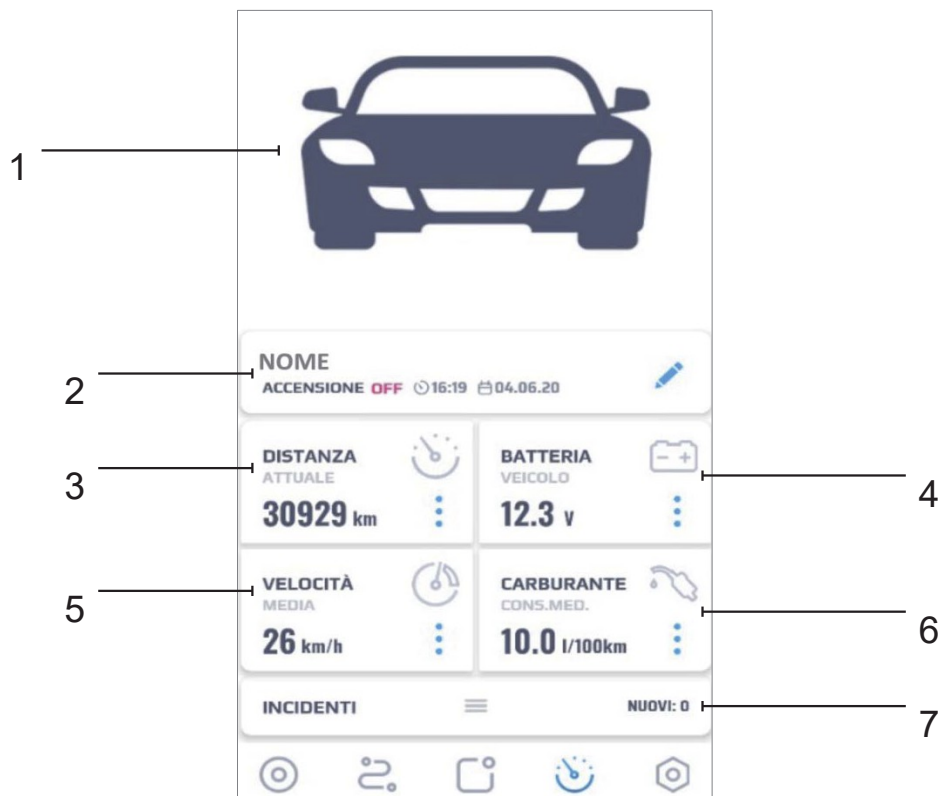 1
NOME
2
ACCENSIONE OFF 16:19 04.06.20
DISTANZA
ATTUALE
30929 km
3
BATTERIA
VEICOLO
12.3 V
4
VELOCITÀ
MEDIA
26 km/h
5
CARBURANTE
CONS.MED.
10.0 l/100km
6
INCIDENTI NUOVI: 0
7